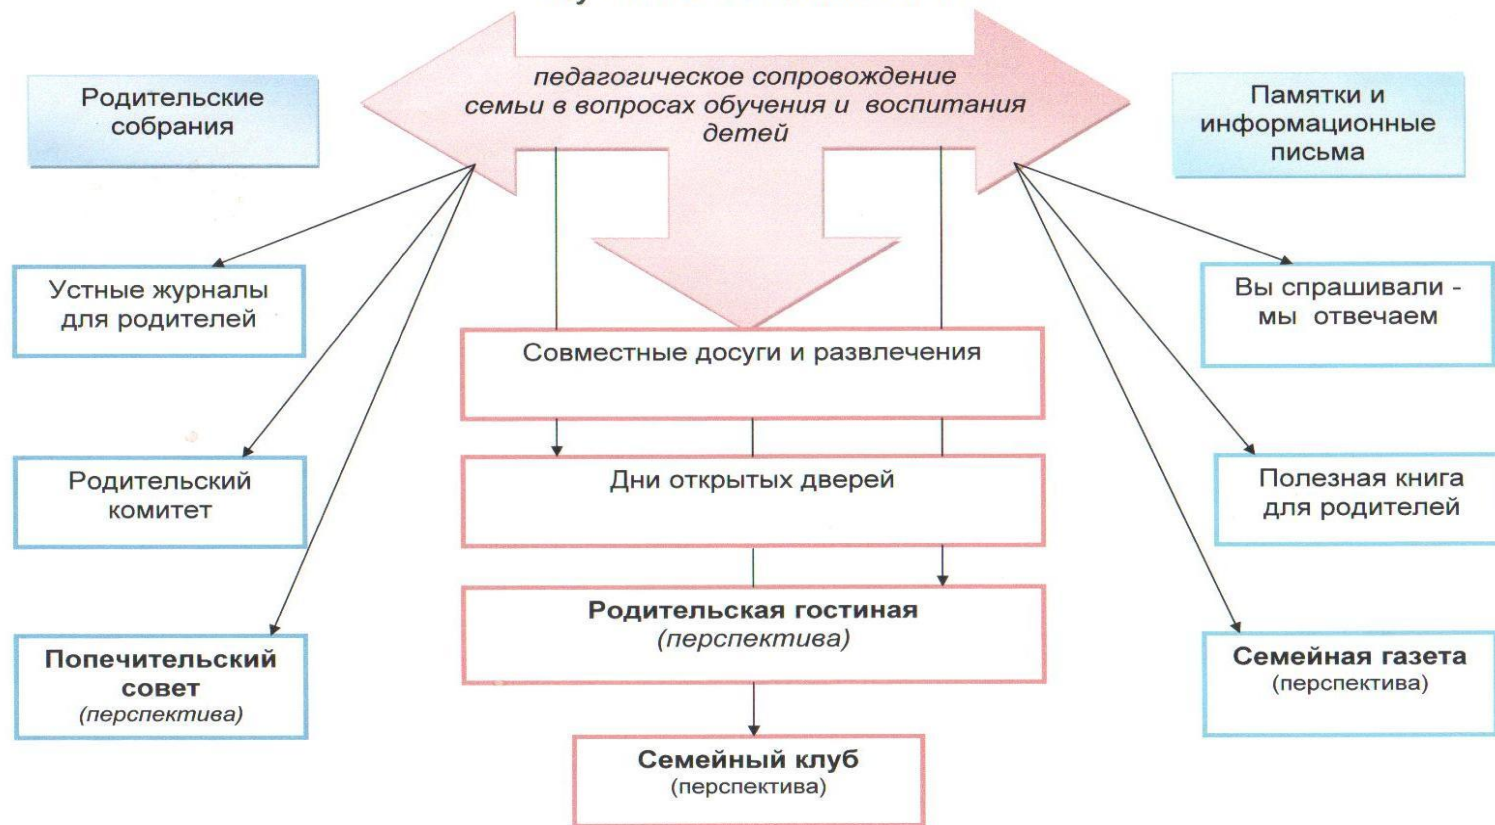 педагогическое сопровождение
семьи в вопросах обучения и воспитания
детей
Родительские
собрания
Памятки и
информационные
письма
Устные журналы
для родителей
Вы спрашивали -
мы отвечаем
Совместные досуги и развлечения
Родительский
комитет
Дни открытых дверей
Полезная книга
для родителей
Родительская гостиная
(перспектива)
Попечительский
совет
(перспектива)
Семейная газета
(перспектива)
Семейный клуб
(перспектива)